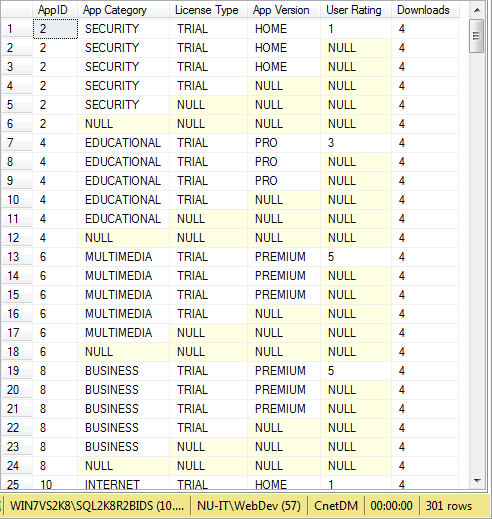 AppID App Category License Type App Version User Rating Downloads
1 2 SECURITY TRIAL HOME 1 4
2 2 SECURITY TRIAL HOME NULL 4
3 2 SECURITY TRIAL HOME NULL 4
4 2 SECURITY TRIAL NULL NULL 4
5 2 SECURITY NULL NULL NULL 4
6 2 NULL NULL NULL NULL 4
7 4 EDUCATIONAL TRIAL PRO 3 4
8 4 EDUCATIONAL TRIAL PRO NULL 4
9 4 EDUCATIONAL TRIAL PRO NULL 4
10 4 EDUCATIONAL TRIAL NULL NULL 4
11 4 EDUCATIONAL NULL NULL NULL 4
12 4 NULL NULL NULL NULL 4
13 6 MULTIMEDIA TRIAL PREMIUM 5 4
14 6 MULTIMEDIA TRIAL PREMIUM NULL 4
15 6 MULTIMEDIA TRIAL PREMIUM NULL 4
16 6 MULTIMEDIA TRIAL NULL NULL 4
17 6 MULTIMEDIA NULL NULL NULL 4
18 6 NULL NULL NULL NULL 4
19 8 BUSINESS TRIAL PREMIUM 5 4
20 8 BUSINESS TRIAL PREMIUM NULL 4
21 8 BUSINESS TRIAL PREMIUM NULL 4
22 8 BUSINESS TRIAL NULL NULL 4
23 8 BUSINESS NULL NULL NULL 4
24 8 NULL NULL NULL NULL 4
25 10 INTERNET TRIAL HOME 1 4
WIN7VS2K8\SQL2K8R2BIDS (10.... NU-IT\WebDev (57) CnetDM 00:00:00 301 rows